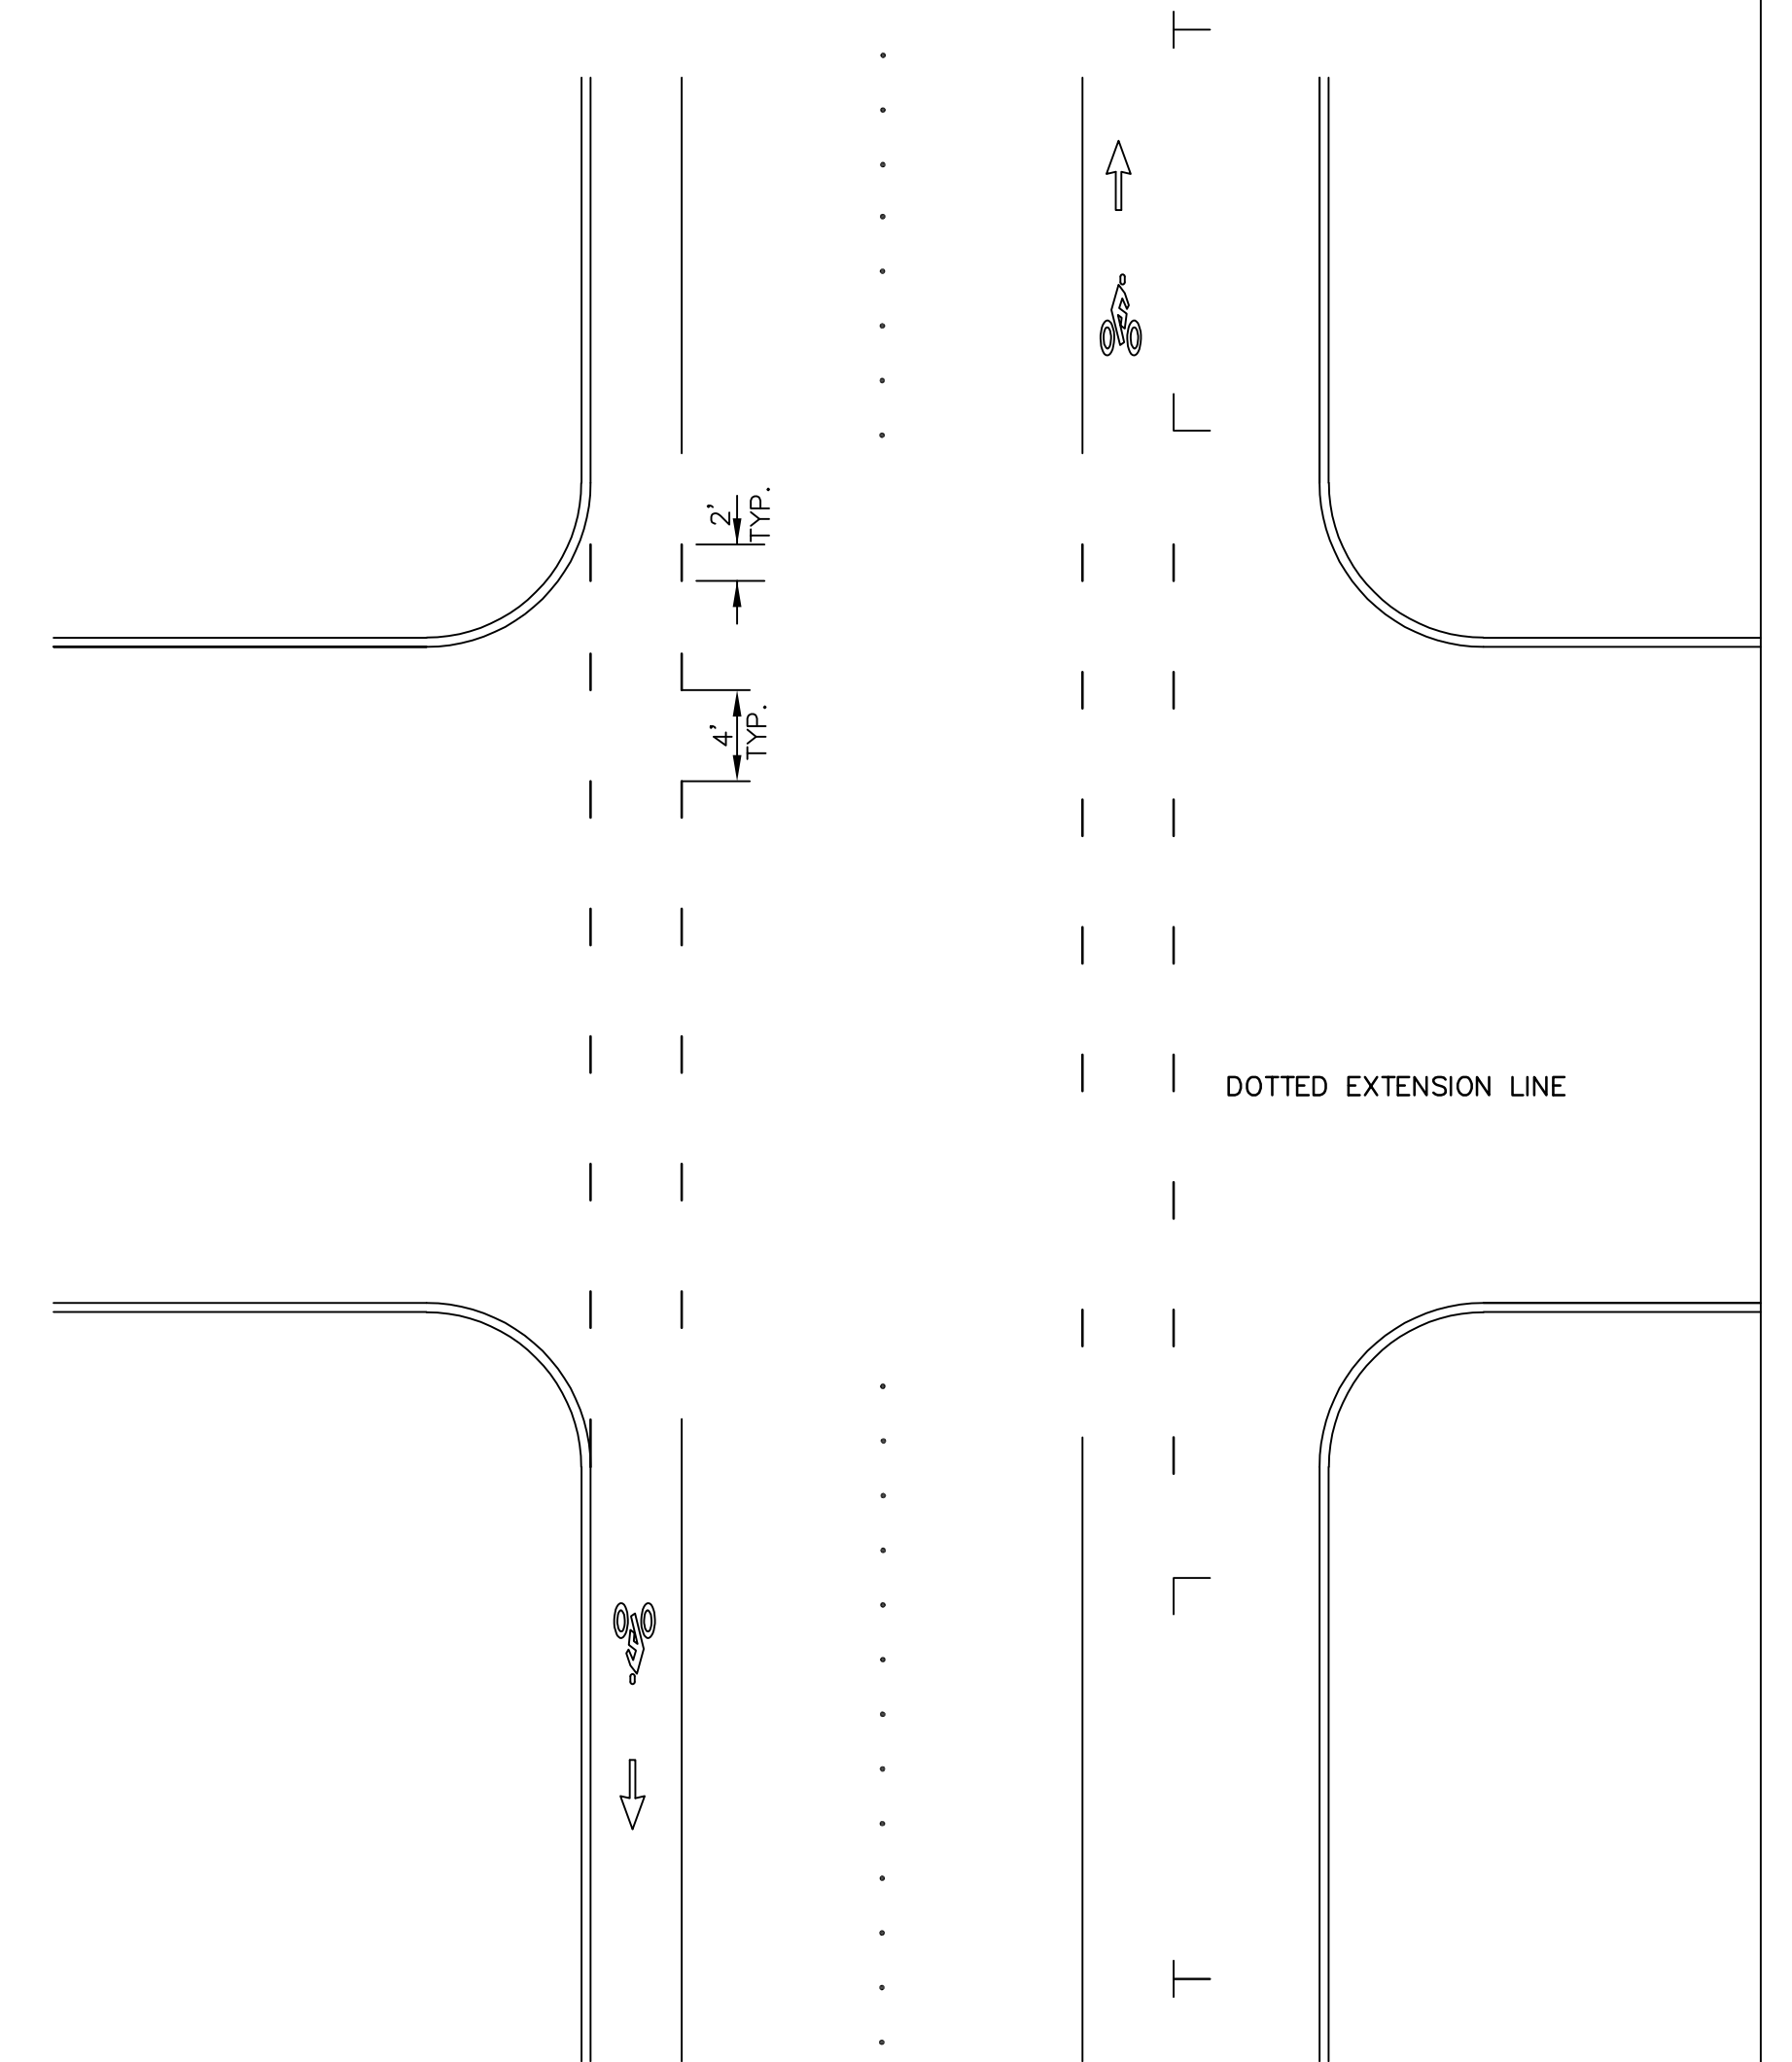 2'
TYP.
4'
TYP.
DOTTED EXTENSION LINE